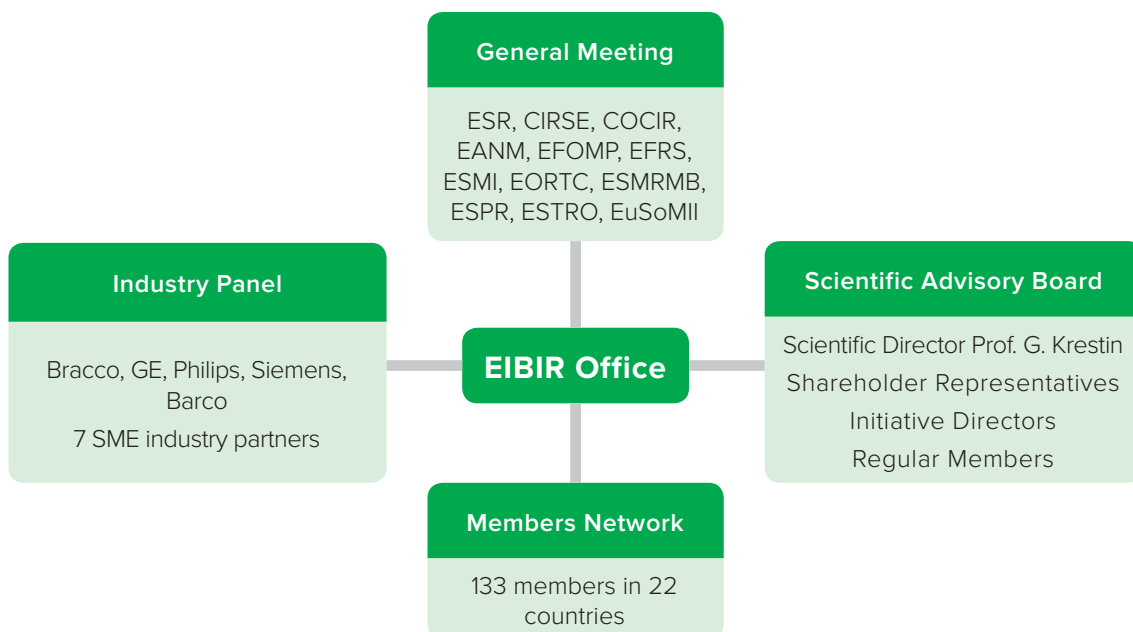 General Meeting
ESR, CIRSE, COCIR,
EANM, EFOMP, EFRS,
ESMI, EORTC, ESMRMB,
ESPR, ESTRO, EuSoMII
Industry Panel
Bracco, GE, Philips, Siemens,
Barco
7 SME industry partners
EIBIR Office
Scientific Advisory Board
Scientific Director Prof. G. Krestin
Shareholder Representatives
Initiative Directors
Regular Members
Members Network
133 members in 22
countries